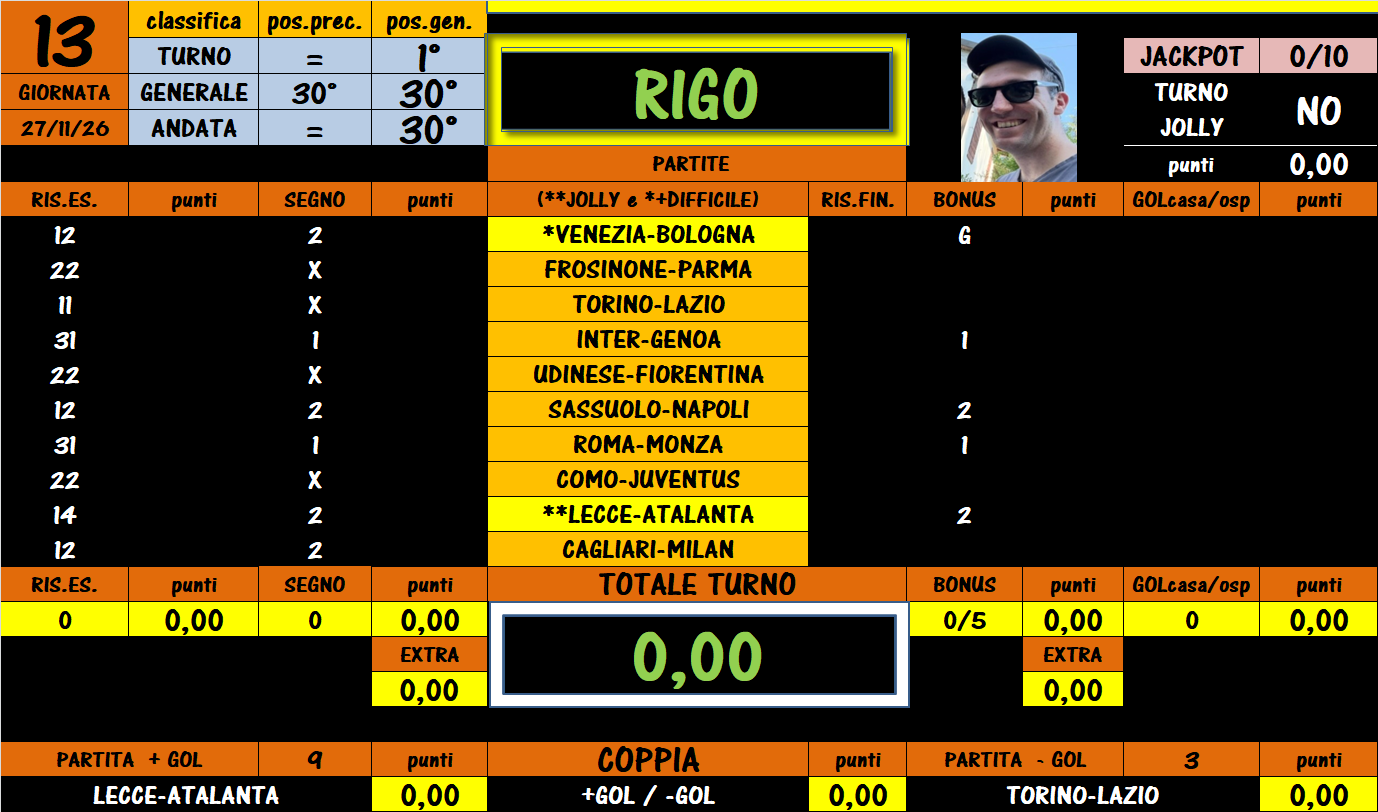 13 classifica pos.prec. pos.gen.
TURNO = 1° RIGO JACKPOT 0/10
GIORNATA GENERALE 30° 30° TURNO JOLLY NO
27/11/26 ANDATA = 30°
PARTITE punti 0,00
RIS.ES. punti SEGNO punti (**JOLLY e *+DIFFICILE) RIS.FIN. BONUS punti GOLcasa/osp punti
12 2 *VENEZIA-BOLOGNA G
22 X FROSINONE-PARMA
11 X TORINO-LAZIO
31 1 INTER-GENOA 1
22 X UDINESE-FIORENTINA
12 2 SASSUOLO-NAPOLI 2
31 1 ROMA-MONZA 1
22 X COMO-JUVENTUS
14 2 **LECCE-ATALANTA 2
12 2 CAGLIARI-MILAN
RIS.ES. punti SEGNO punti TOTALE TURNO BONUS punti GOLcasa/osp punti
0 0,00 0 0,00 0/5 0,00 0 0,00
EXTRA 0,00 EXTRA
0,00 0,00
PARTITA + GOL 9 punti COPPIA punti PARTITA - GOL 3 punti
LECCE-ATALANTA 0,00 +GOL / -GOL 0,00 TORINO-LAZIO 0,00